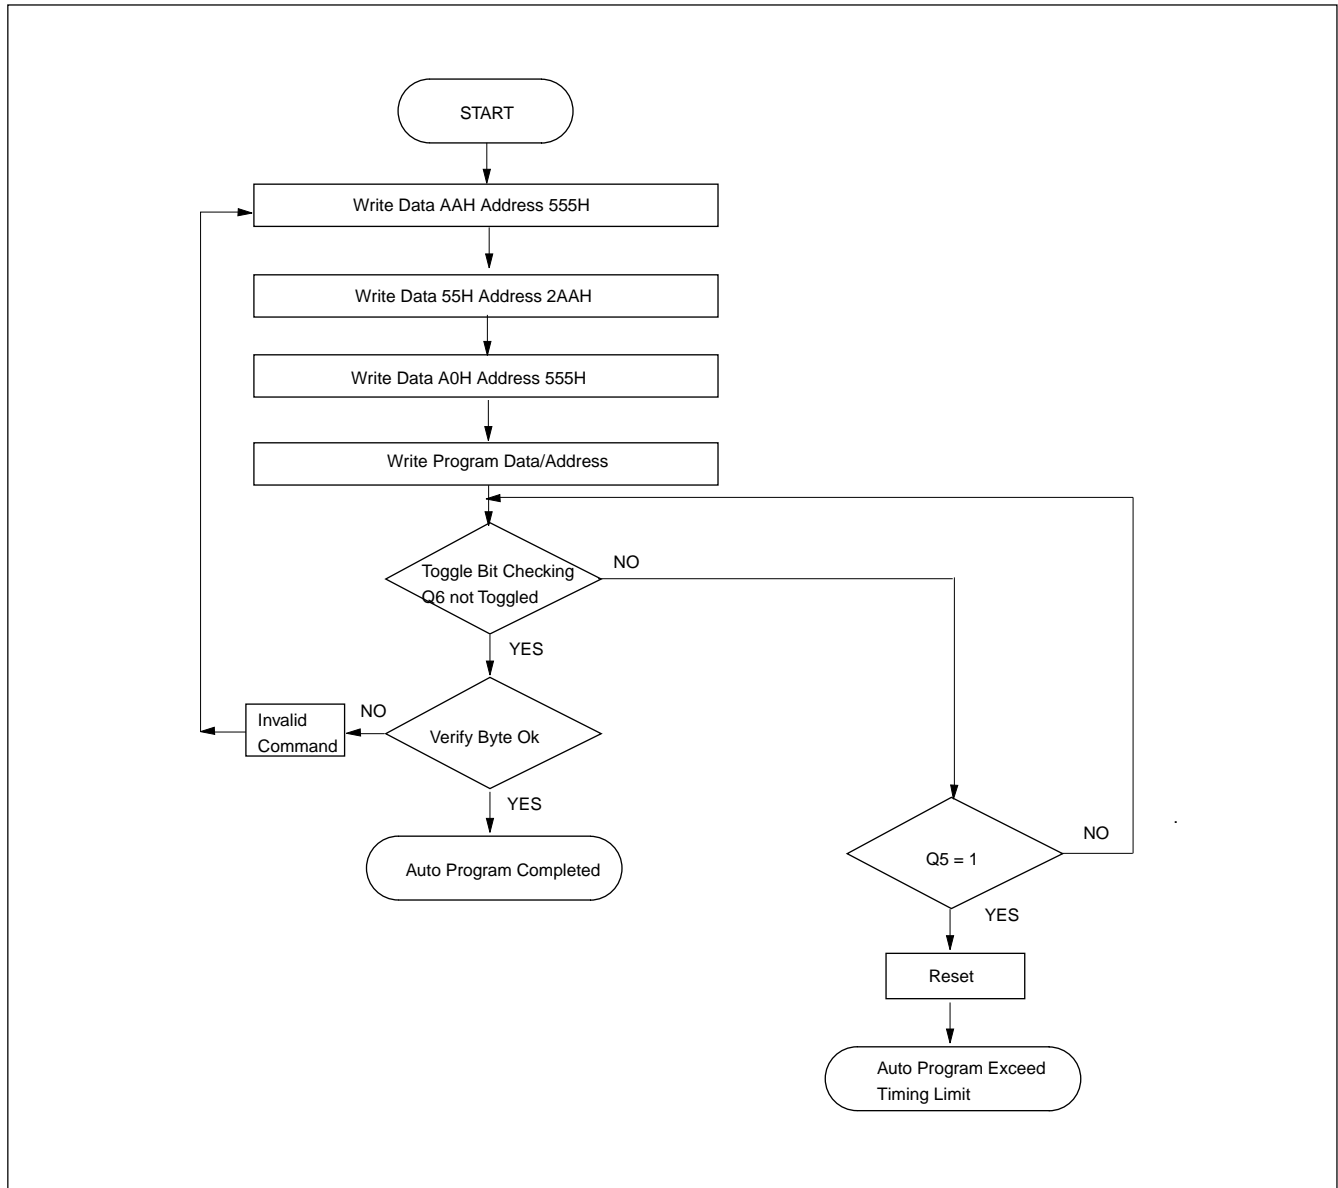 START
Write Data AAH Address 555H
Write Data 55H Address 2AAH
Write Data A0H Address 555H
Write Program Data/Address
Toggle Bit Checking
Q6 not Toggled
NO
YES
Invalid
Command
NO
Verify Byte Ok
YES
Auto Program Completed
Q5 = 1
NO
YES
Reset
Auto Program Exceed
Timing Limit